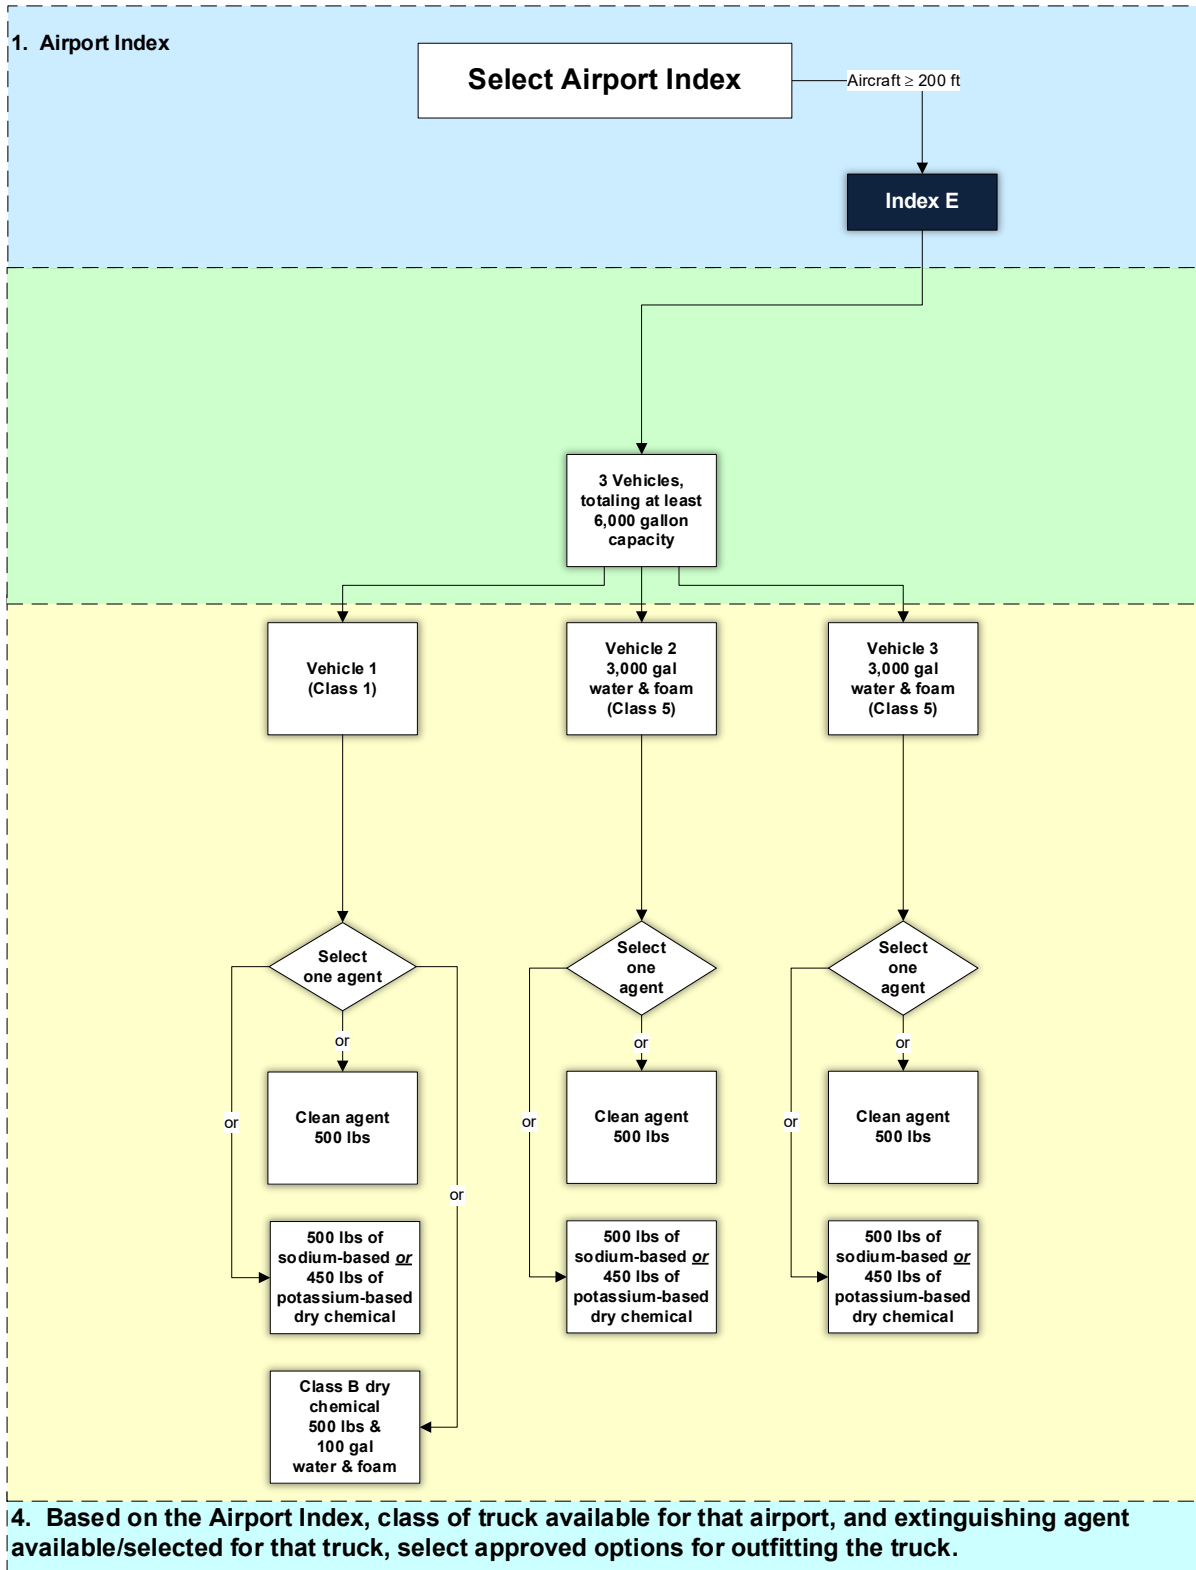 1. Airport Index
Select Airport Index
Aircraft ≥ 200 ft
Index E
3 Vehicles,
totaling at least
6,000 gallon
capacity
Vehicle 1
(Class 1)
Vehicle 2
3,000 gal
water & foam
(Class 5)
Vehicle 3
3,000 gal
water & foam
(Class 5)
Select
one agent
Select
one
agent
Select
one
agent
or
or
or
Clean agent
500 lbs
Clean agent
500 lbs
Clean agent
500 lbs
or
or
or
or
500 lbs of
sodium-based or
450 lbs of
potassium-based
dry chemical
500 lbs of
sodium-based or
450 lbs of
potassium-based
dry chemical
500 lbs of
sodium-based or
450 lbs of
potassium-based
dry chemical
Class B dry
chemical
500 lbs &
100 gal
water & foam
4. Based on the Airport Index, class of truck available for that airport, and extinguishing agent
available/selected for that truck, select approved options for outfitting the truck.